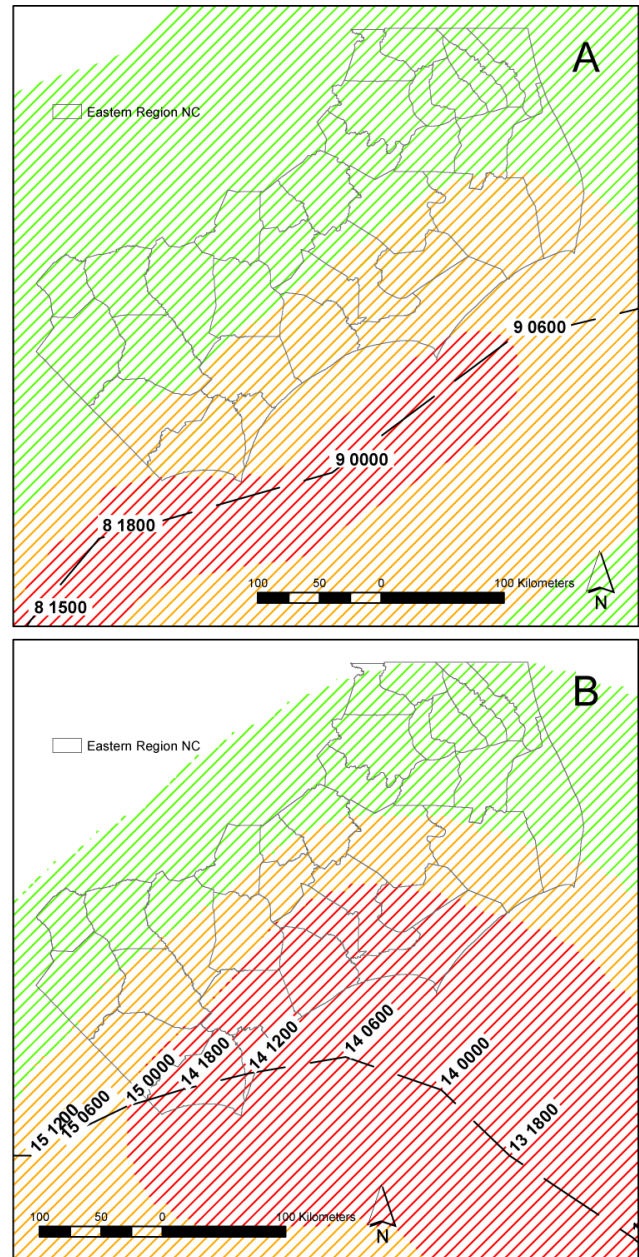 A
Eastern Region NC
9 0600
9 0000
8 1800
8 1500
100 50 0 100 Kilometers
N
B
Eastern Region NC
14 0600
14 0000
13 1800
14 1200
14 1800
15 0000
15 0600
15 1200
100 50 0 100 Kilometers
N